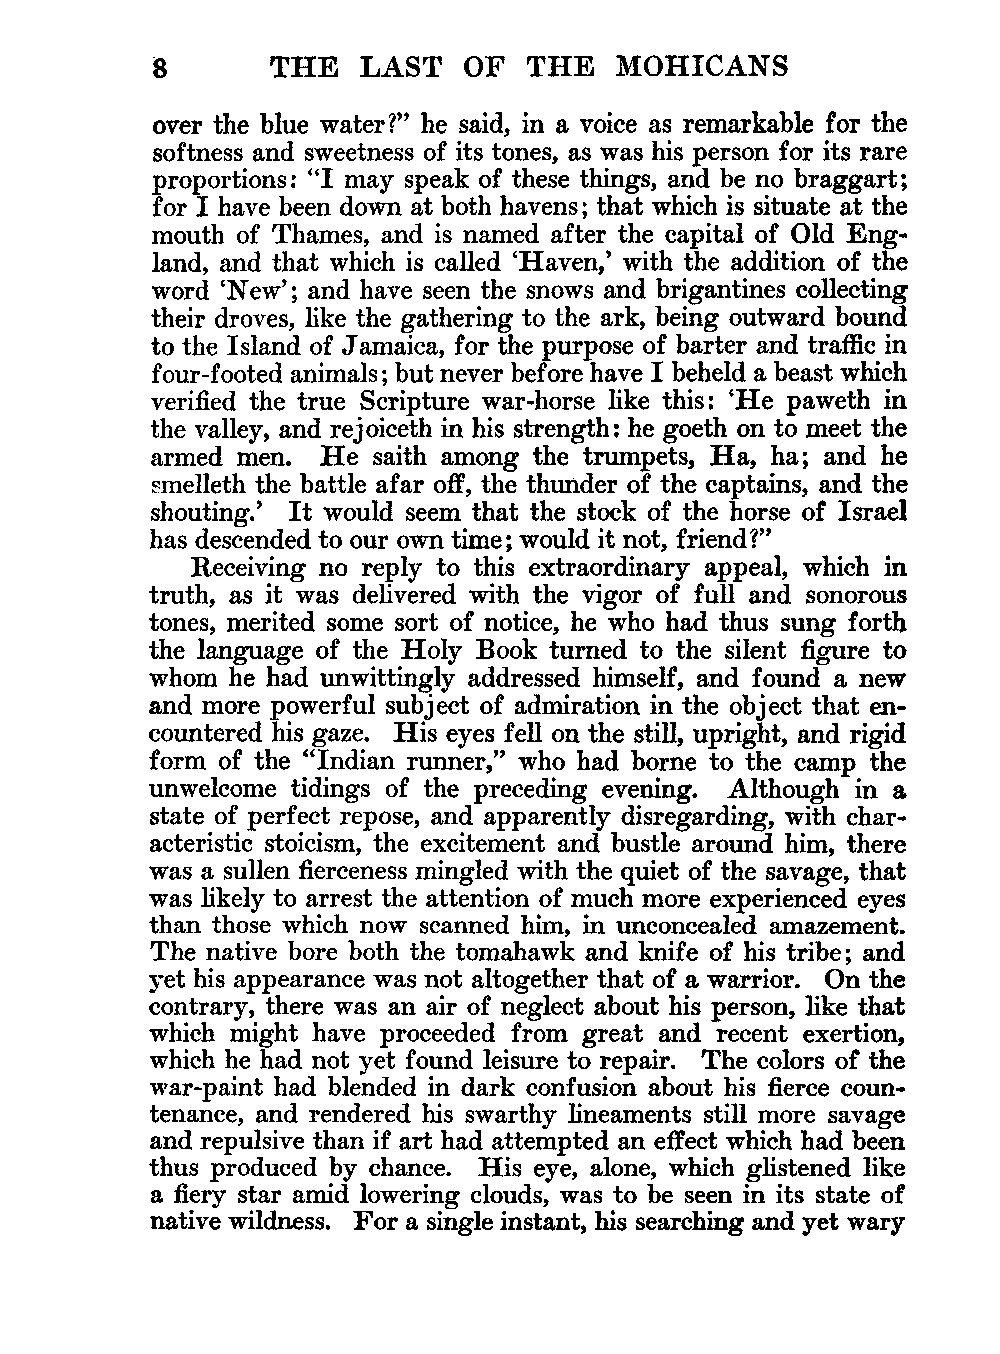 8 THE LAST OF THE MOHICANS
over the blue water?” he said, in a voice as remarkable for the
softness and sweetness of its tones, as was his person for its rare
proportions: “I may speak of these things, and be no braggart;
for I have been down at both havens; that which is situate at the
mouth of Thames, and is named after the capital of Old Eng-
land, and that which is called ‘Haven,’ with the addition of the
word ‘New’; and have seen the snows and brigantines collecting
their droves, like the gathering to the ark, being outward bound
to the Island of Jamaica, for the purpose of barter and traffic in
four-footed animals; but never before have I beheld a beast which
verified the true Scripture war-horse like this: ‘He paweth in
the valley, and rejoiceth in his strength: he goeth on to meet the
armed men. He saith among the trumpets, Ha, ha; and he
smelleth the battle afar off, the thunder of the captains, and the
shouting.’ It would seem that the stock of the horse of Israel
has descended to our own time; would it not, friend?”
Receiving no reply to this extraordinary appeal, which in
truth, as it was delivered with the vigor of full and sonorous
tones, merited some sort of notice, he who had thus sung forth
the language of the Holy Book turned to the silent figure to
whom he had unwittingly addressed himself, and found a new
and more powerful subject of admiration in the object that en-
countered his gaze. His eyes fell on the still, upright, and rigid
form of the “Indian runner,” who had borne to the camp the
unwelcome tidings of the preceding evening. Although in a
state of perfect repose, and apparently disregarding, with char-
acteristic stoicism, the excitement and bustle around him, there
was a sullen fierceness mingled with the quiet of the savage, that
was likely to arrest the attention of much more experienced eyes
than those which now scanned him, in unconcealed amazement.
The native bore both the tomahawk and knife of his tribe; and
yet his appearance was not altogether that of a warrior. On the
contrary, there was an air of neglect about his person, like that
which might have proceeded from great and recent exertion,
which he had not yet found leisure to repair. The colors of the
war-paint had blended in dark confusion about his fierce coun-
tenance, and rendered his swarthy lineaments still more savage
and repulsive than if art had attempted an effect which had been
thus produced by chance. His eye, alone, which glistened like
a fiery star amid lowering clouds, was to be seen in its state of
native wildness. For a single instant, his searching and yet wary